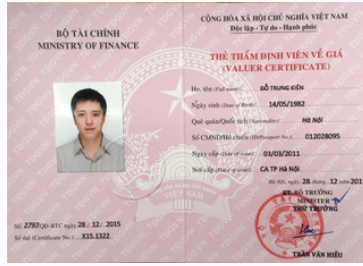 BỘ TÀI CHÍNH
MINISTRY OF FINANCE
CỘNG HÒA XÃ HỘI CHỦ NGHĨA VIỆT NAM
Độc lập - Tự do - Hạnh phúc
THẺ THẨM ĐỊNH VIÊN VỀ GIÁ
(VALUER CERTIFICATE)
Họ, tên (Full name): ĐỖ TRUNG KIÊN
Ngày sinh (Date of Birth): 14/05/1982
Quê quán/Quốc tịch (Nationality): Hà Nội
Số CMND/Hộ chiếu (ID/Passport No.): 012028095
Ngày cấp (Date of issue): 03/03/2011
Nơi cấp (Place of issue): CA TP Hà Nội
Hà Nội, ngày 28 tháng 12 năm
KT. BỘ TRƯỞNG
MINISTER
THỨ TRƯỞNG
TRẦN VĂN HIẾU
Số: 2797/QĐ-BTC ngày 28 / 12 / 2015
Số thẻ (Certificate No.): X15.1322